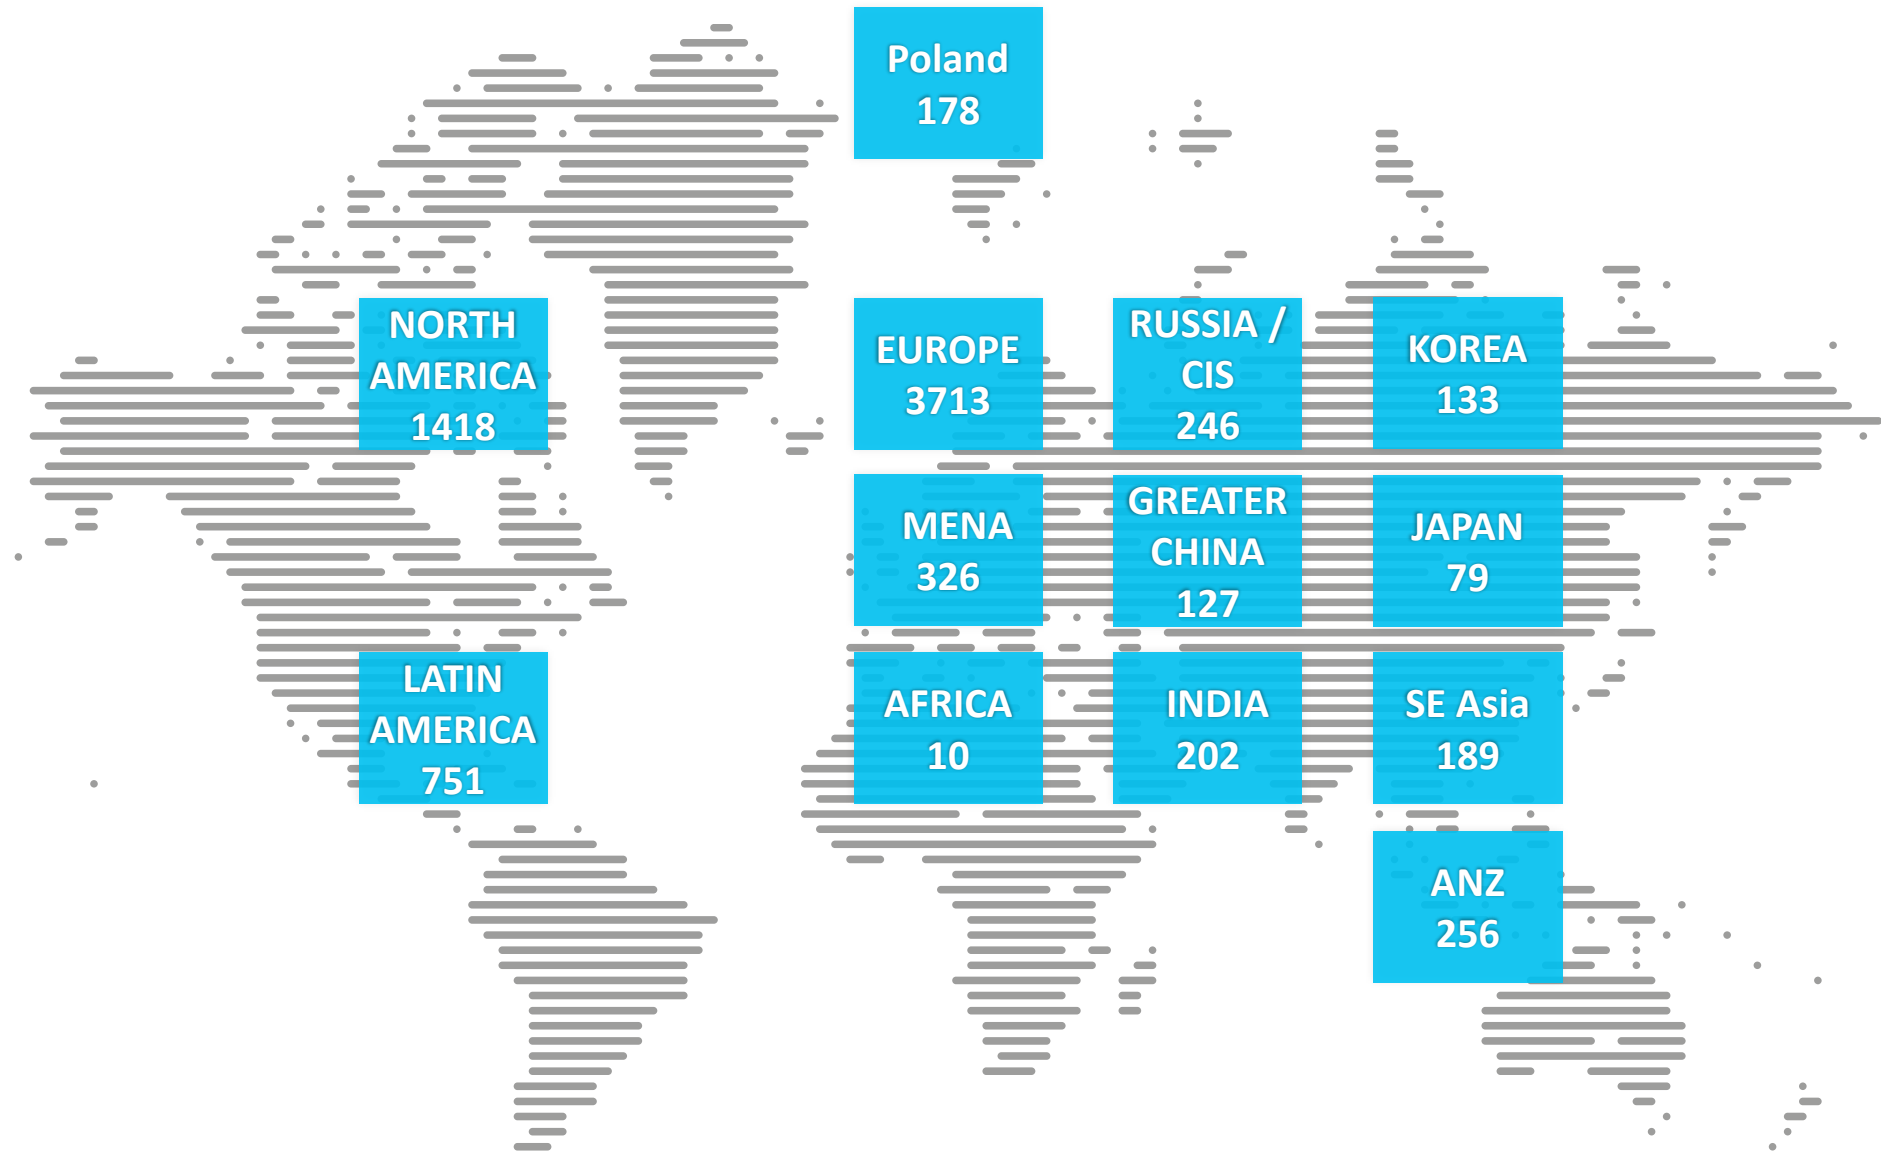 Poland
178
NORTH
AMERICA
1418
EUROPE
3713
RUSSIA /
CIS
246
KOREA
133
MENA
326
GREATER
CHINA
127
JAPAN
79
LATIN
AMERICA
751
AFRICA
10
INDIA
202
SE Asia
189
ANZ
256